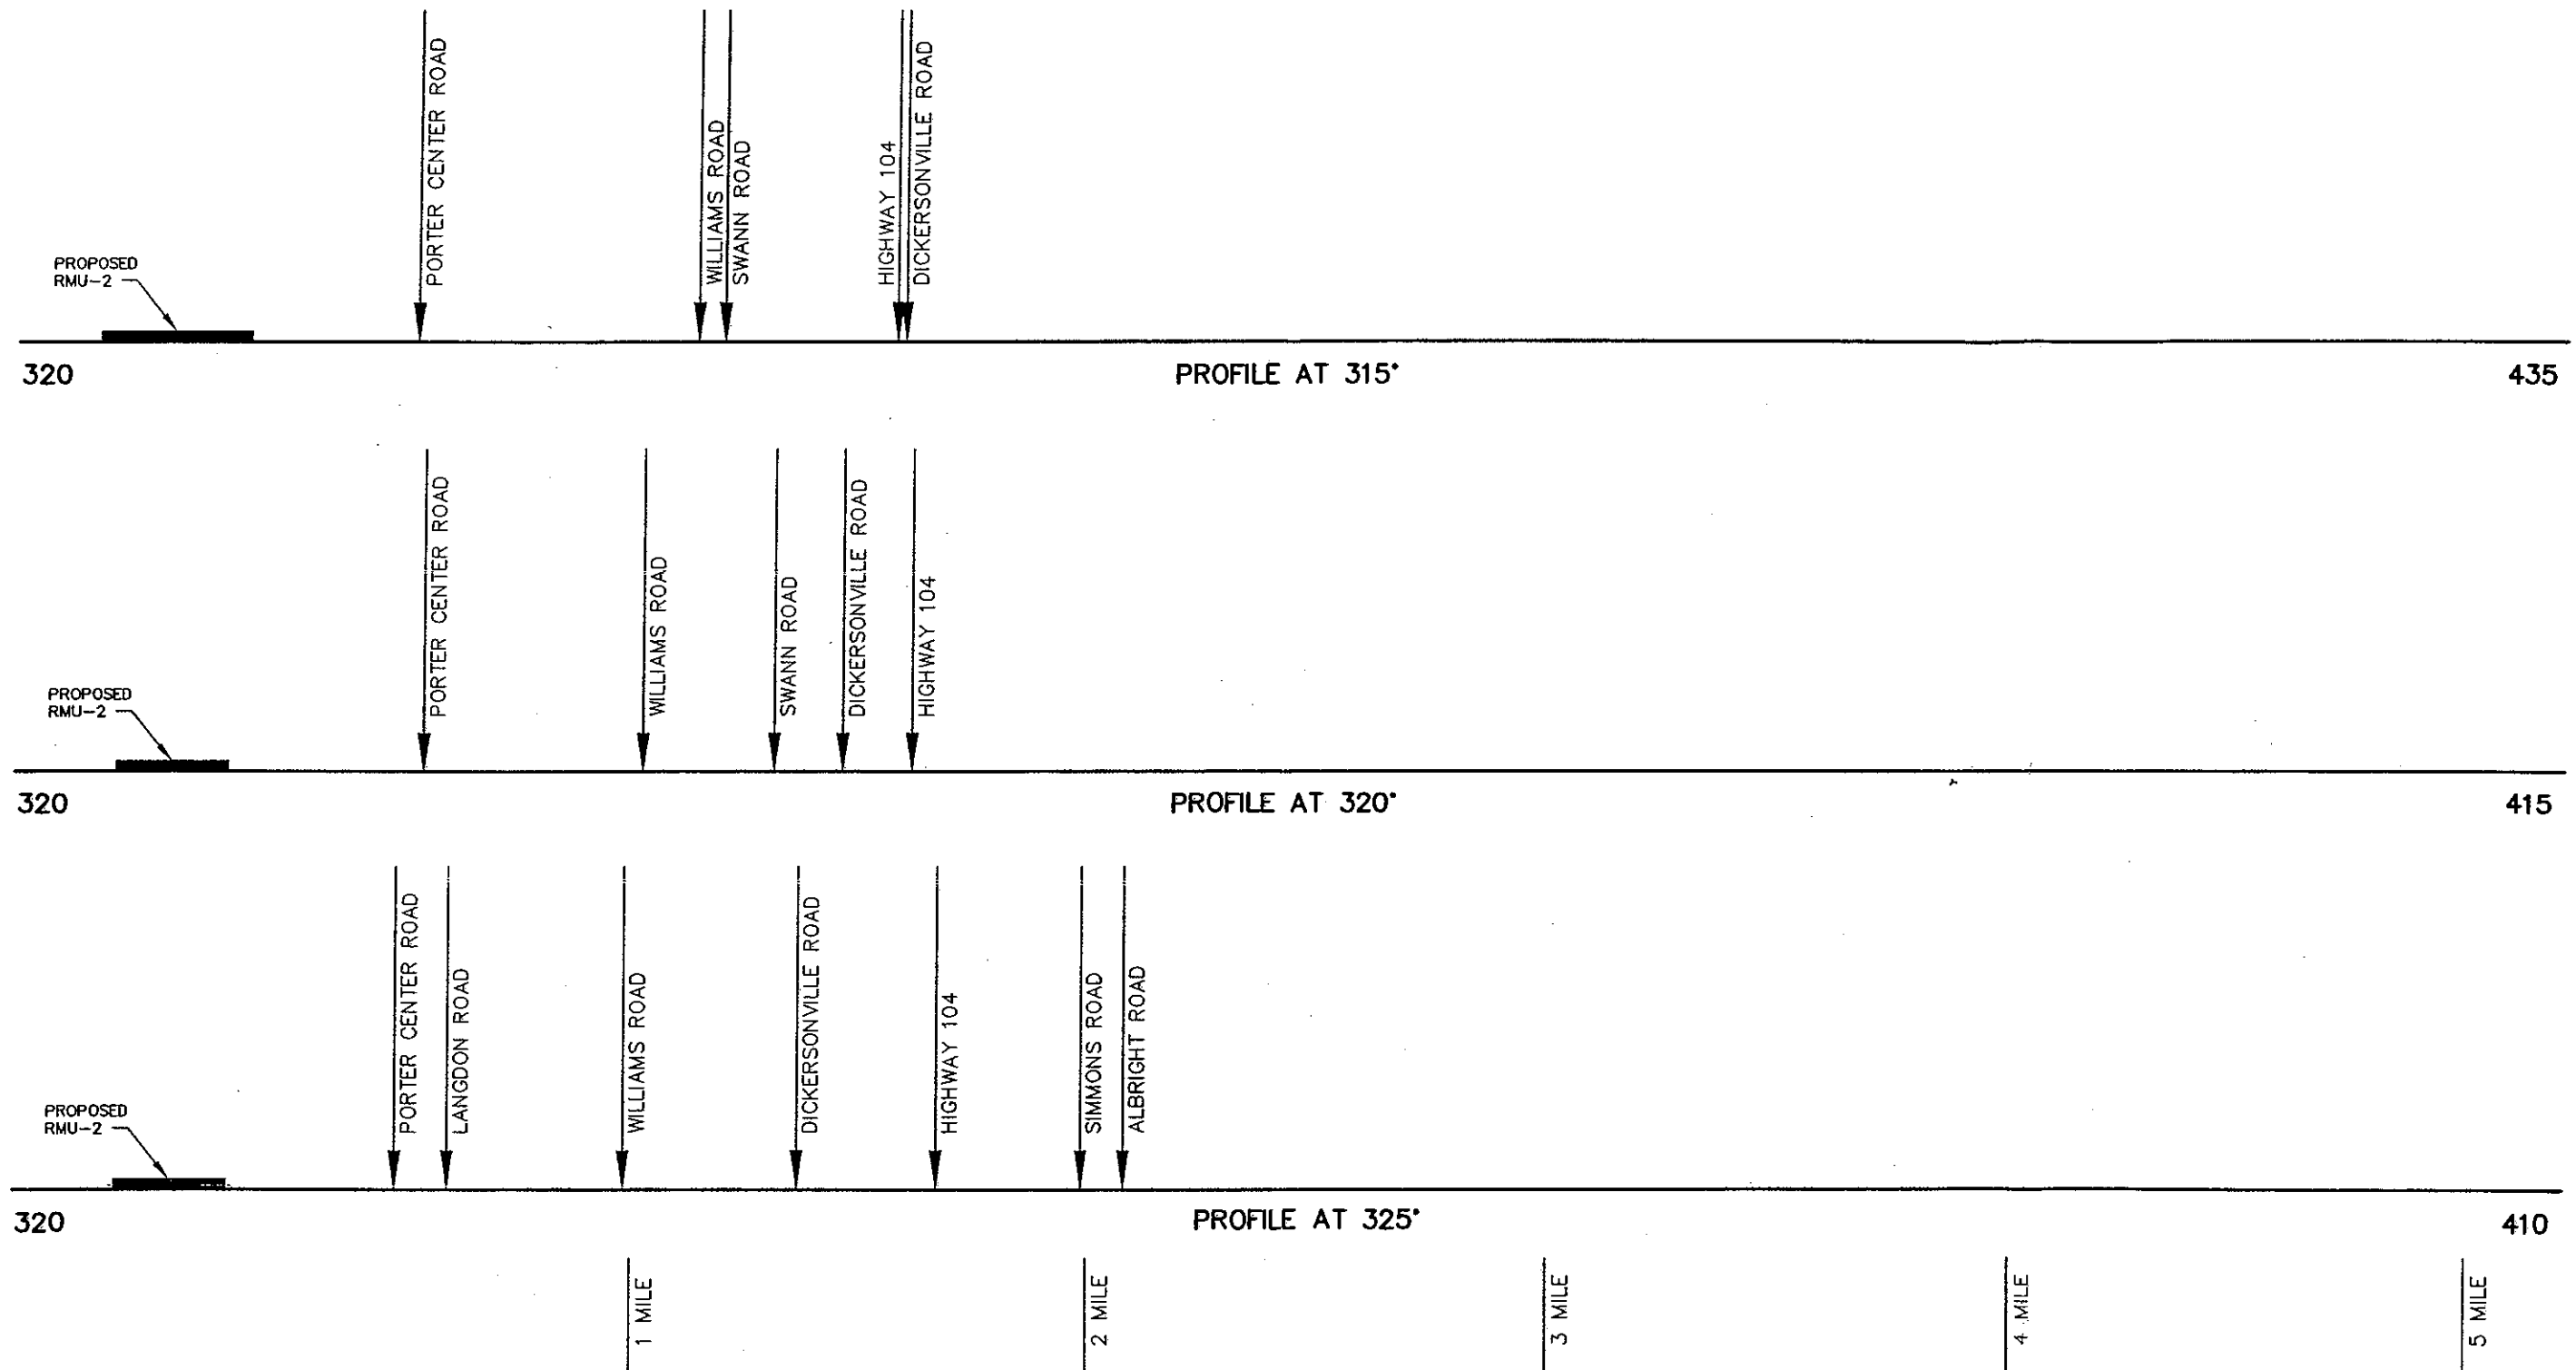 PORTER CENTER ROAD
WILLIAMS ROAD
SWANN ROAD
HIGHWAY 104
DICKERSONVILLE ROAD
PROPOSED
RMU-2
320
PROFILE AT 315°
435
PORTER CENTER ROAD
WILLIAMS ROAD
SWANN ROAD
DICKERSONVILLE ROAD
HIGHWAY 104
PROPOSED
RMU-2
320
PROFILE AT 320°
415
PORTER CENTER ROAD
LANGDON ROAD
WILLIAMS ROAD
DICKERSONVILLE ROAD
HIGHWAY 104
SIMMONS ROAD
ALBRIGHT ROAD
PROPOSED
RMU-2
320
PROFILE AT 325°
410
1 MILE
2 MILE
3 MILE
4 MILE
5 MILE